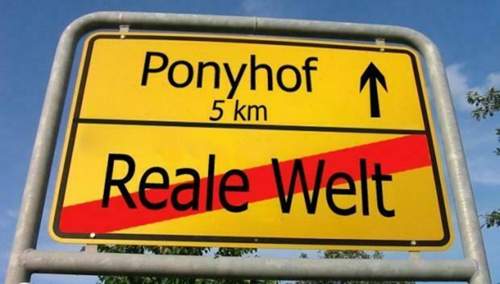 Ponyhof
5 km
Reale Welt